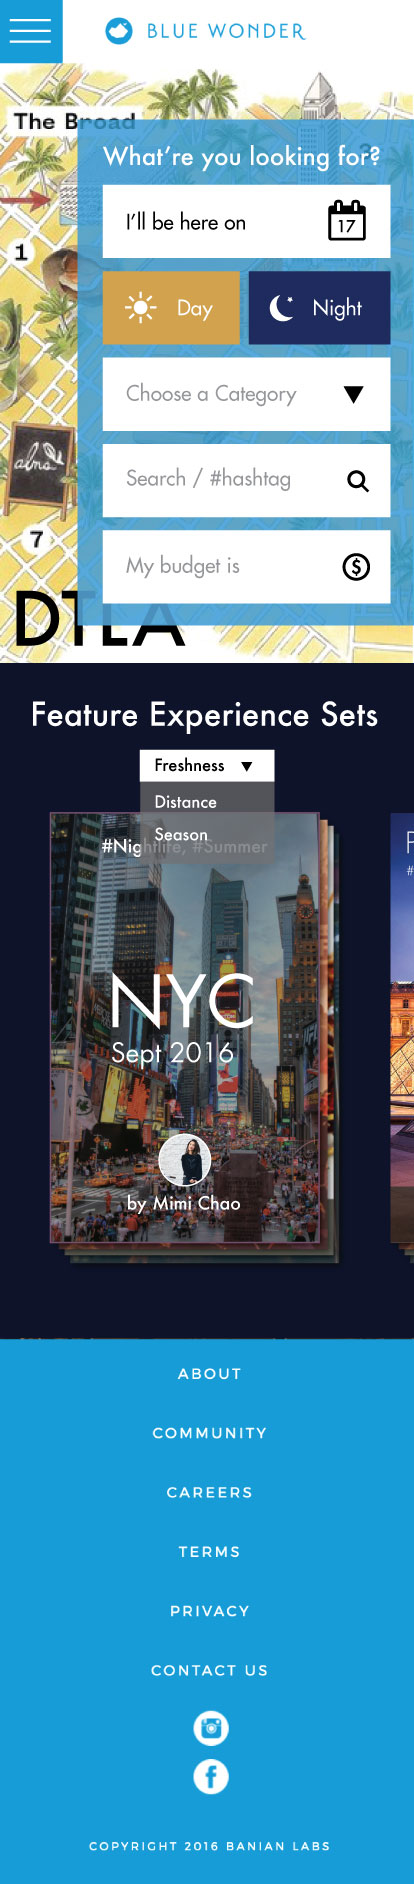 BLUE WONDER
The Broad
What're you looking for?
I'll be here on
17
1
Day
Night
Choose a Category
alma
Search / #hashtag
7
My budget is
$
DTLA
Feature Experience Sets
Freshness
Distance
Season
#Nightlife, #Summer
NYC
Sept 2016
by Mimi Chao
ABOUT
COMMUNITY
CAREERS
TERMS
PRIVACY
CONTACT US
COPYRIGHT 2016 BANIAN LABS